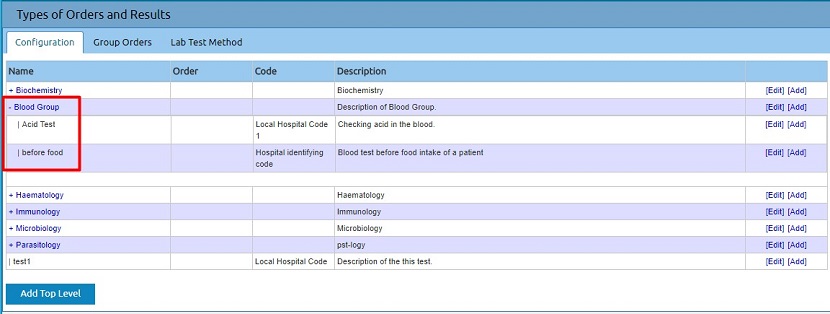 Types of Orders and Results
Configuration Group Orders Lab Test Method
Name Order Code Description
+ Biochemistry Biochemistry [Edit] [Add]
- Blood Group Description of Blood Group. [Edit] [Add]
| Acid Test Local Hospital Code 1 Checking acid in the blood. [Edit] [Add]
| before food Hospital identifying code Blood test before food intake of a patient [Edit] [Add]
+ Haematology Haematology [Edit] [Add]
+ Immunology Immunology [Edit] [Add]
+ Microbiology Microbiology [Edit] [Add]
+ Parasitology pst-logy [Edit] [Add]
| test1 Local Hospital Code Description of the this test. [Edit] [Add]
Add Top Level